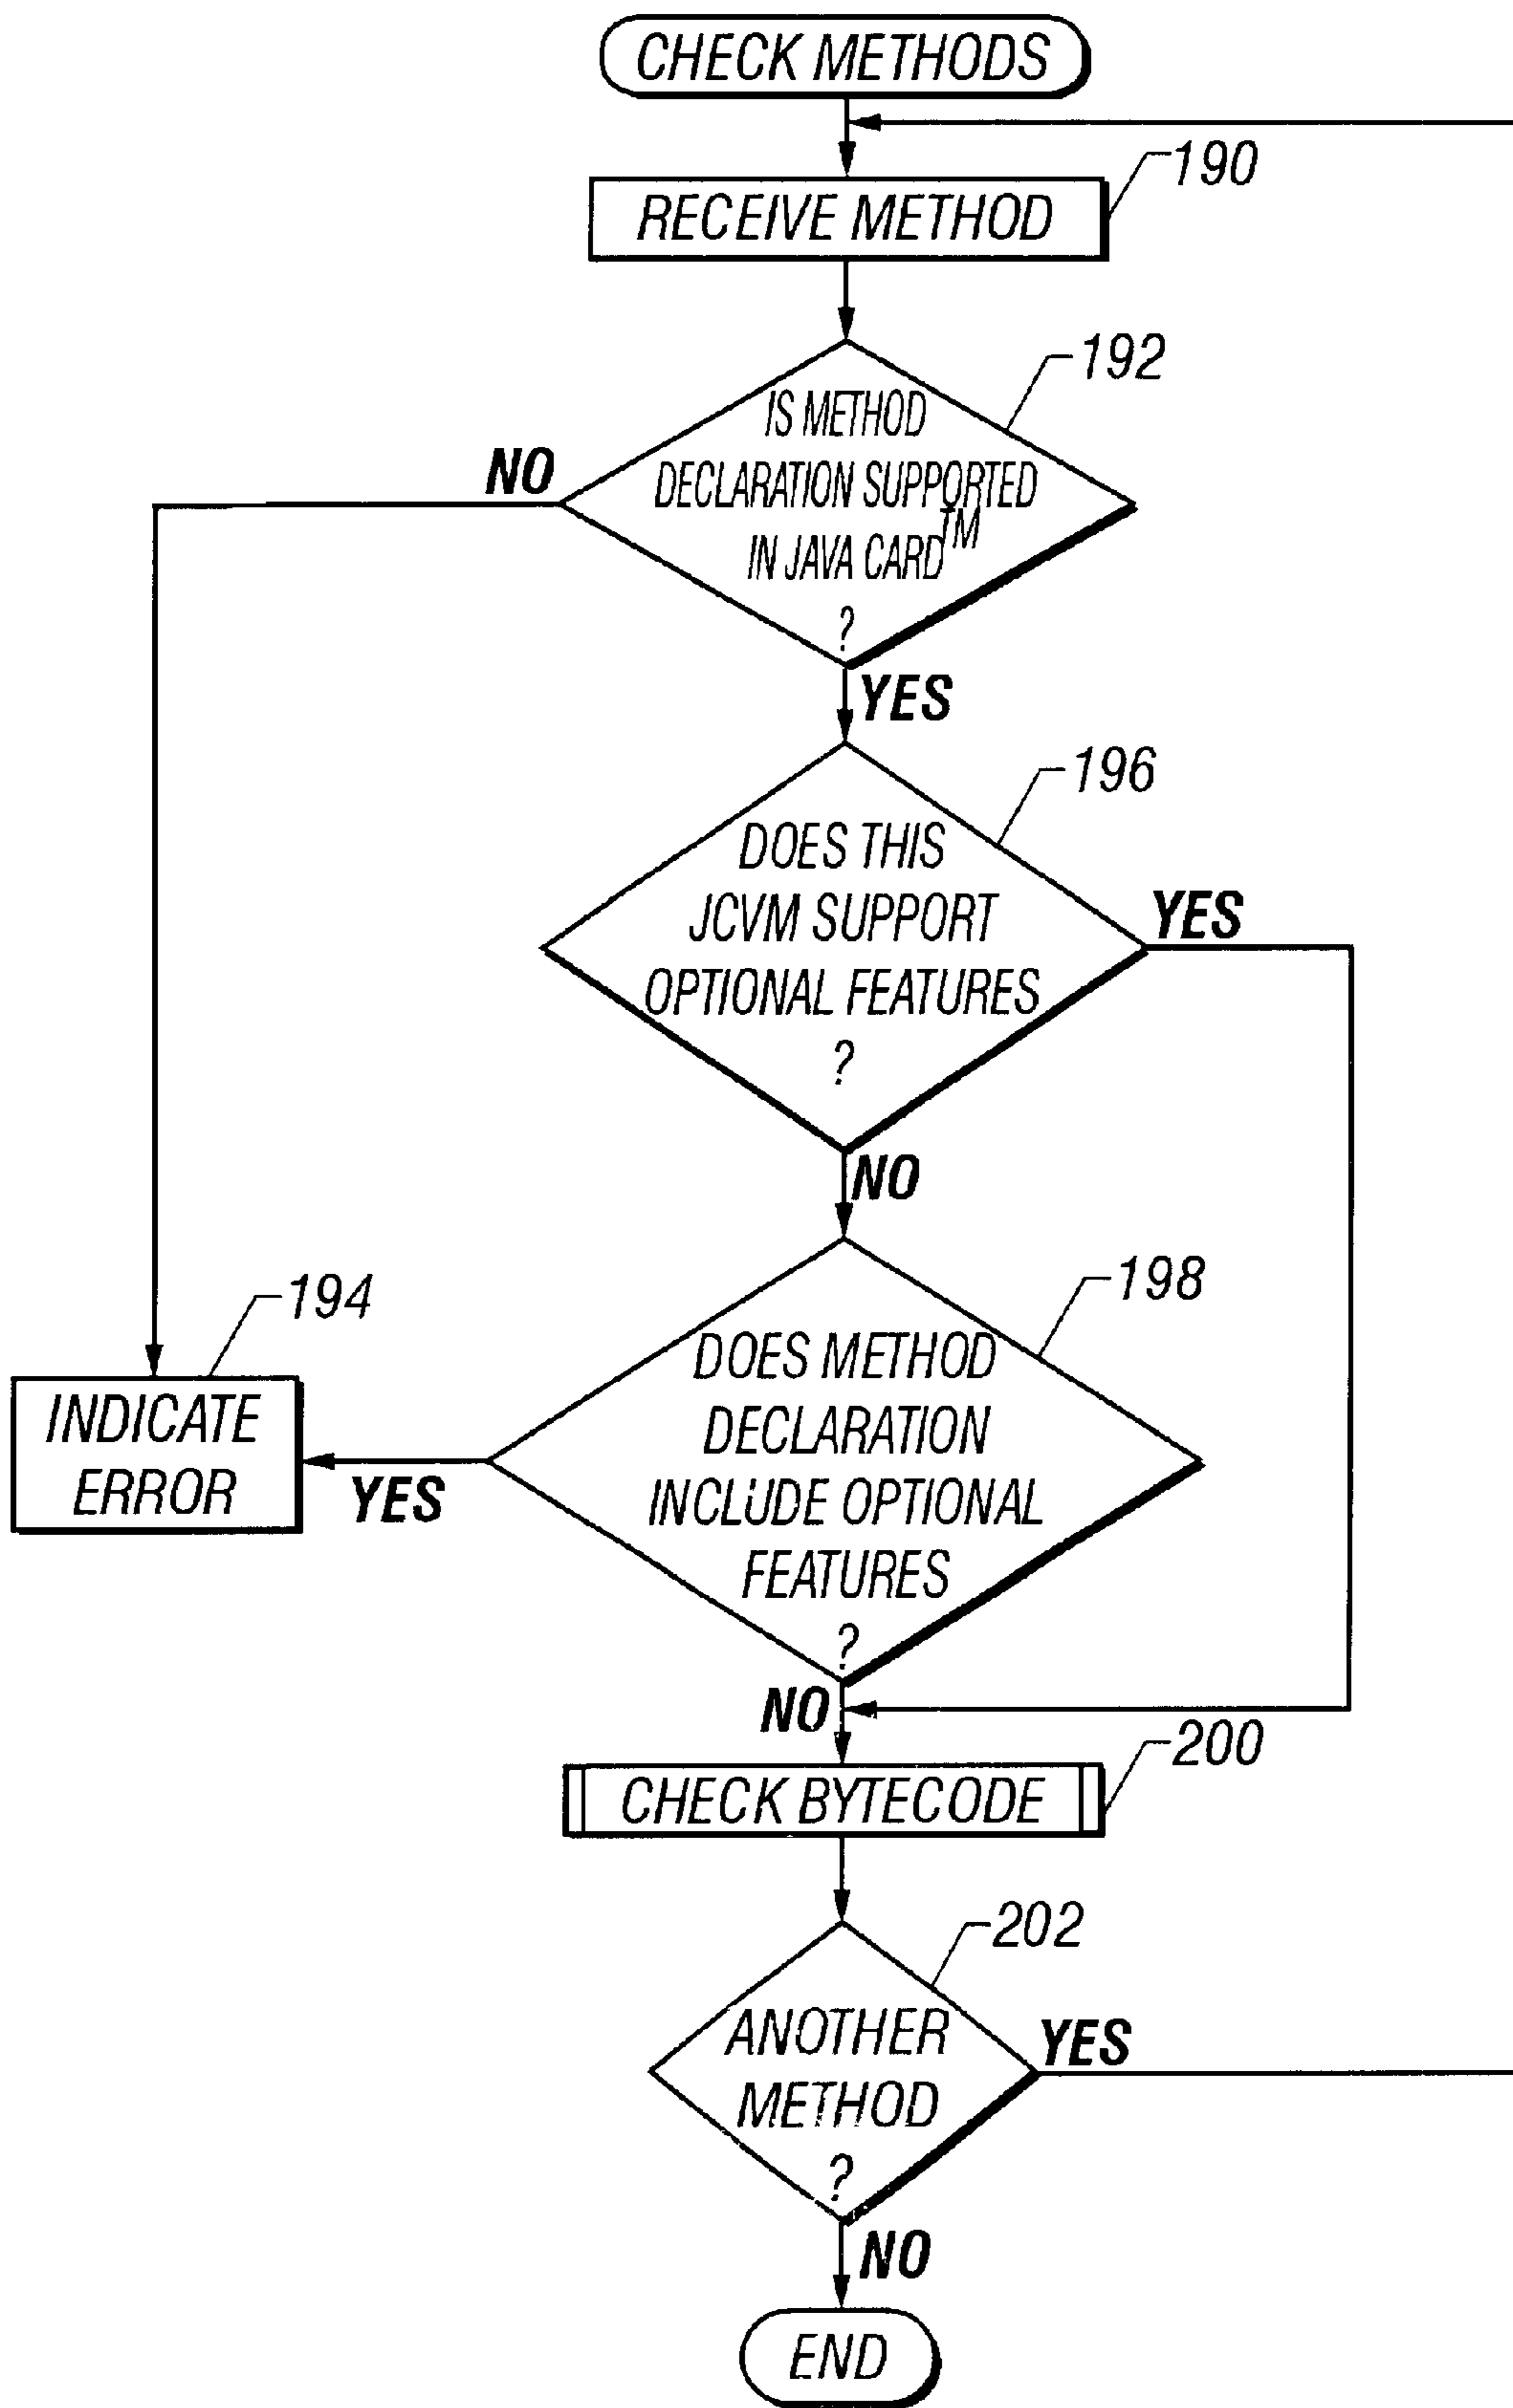 CHECK METHODS
190
RECEIVE METHOD
192
IS METHOD
DECLARATION SUPPORTED
IN JAVA CARD™
?
NO
YES
196
DOES THIS
JCVM SUPPORT
OPTIONAL FEATURES
?
YES
NO
198
DOES METHOD
DECLARATION
INCLUDE OPTIONAL
FEATURES
?
194
INDICATE
ERROR
YES
NO
200
CHECK BYTECODE
202
ANOTHER
METHOD
?
YES
NO
END